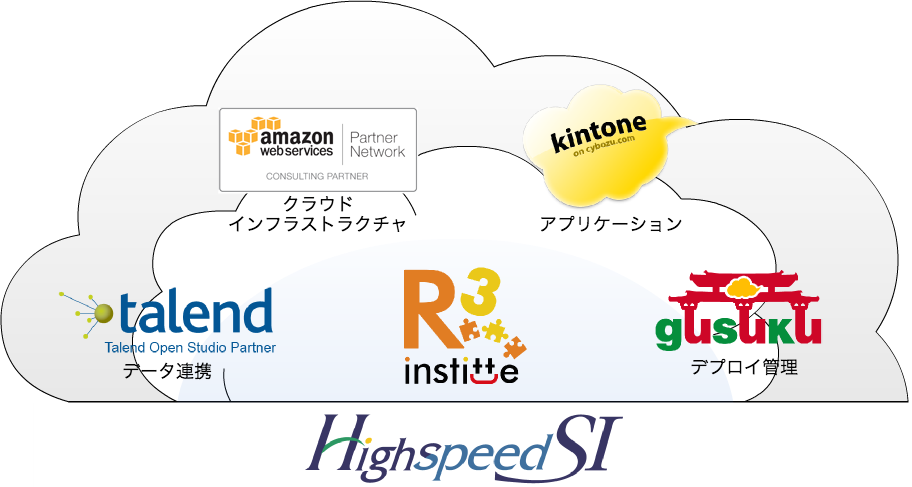 amazon
webservices
Partner
Network
CONSULTING PARTNER
クラウド
インフラストラクチャ
kintone
on cybozu.com
アプリケーション
talend
Talend Open Studio Partner
データ連携
R3
institte
gusuku
デプロイ管理
HighspeedSI